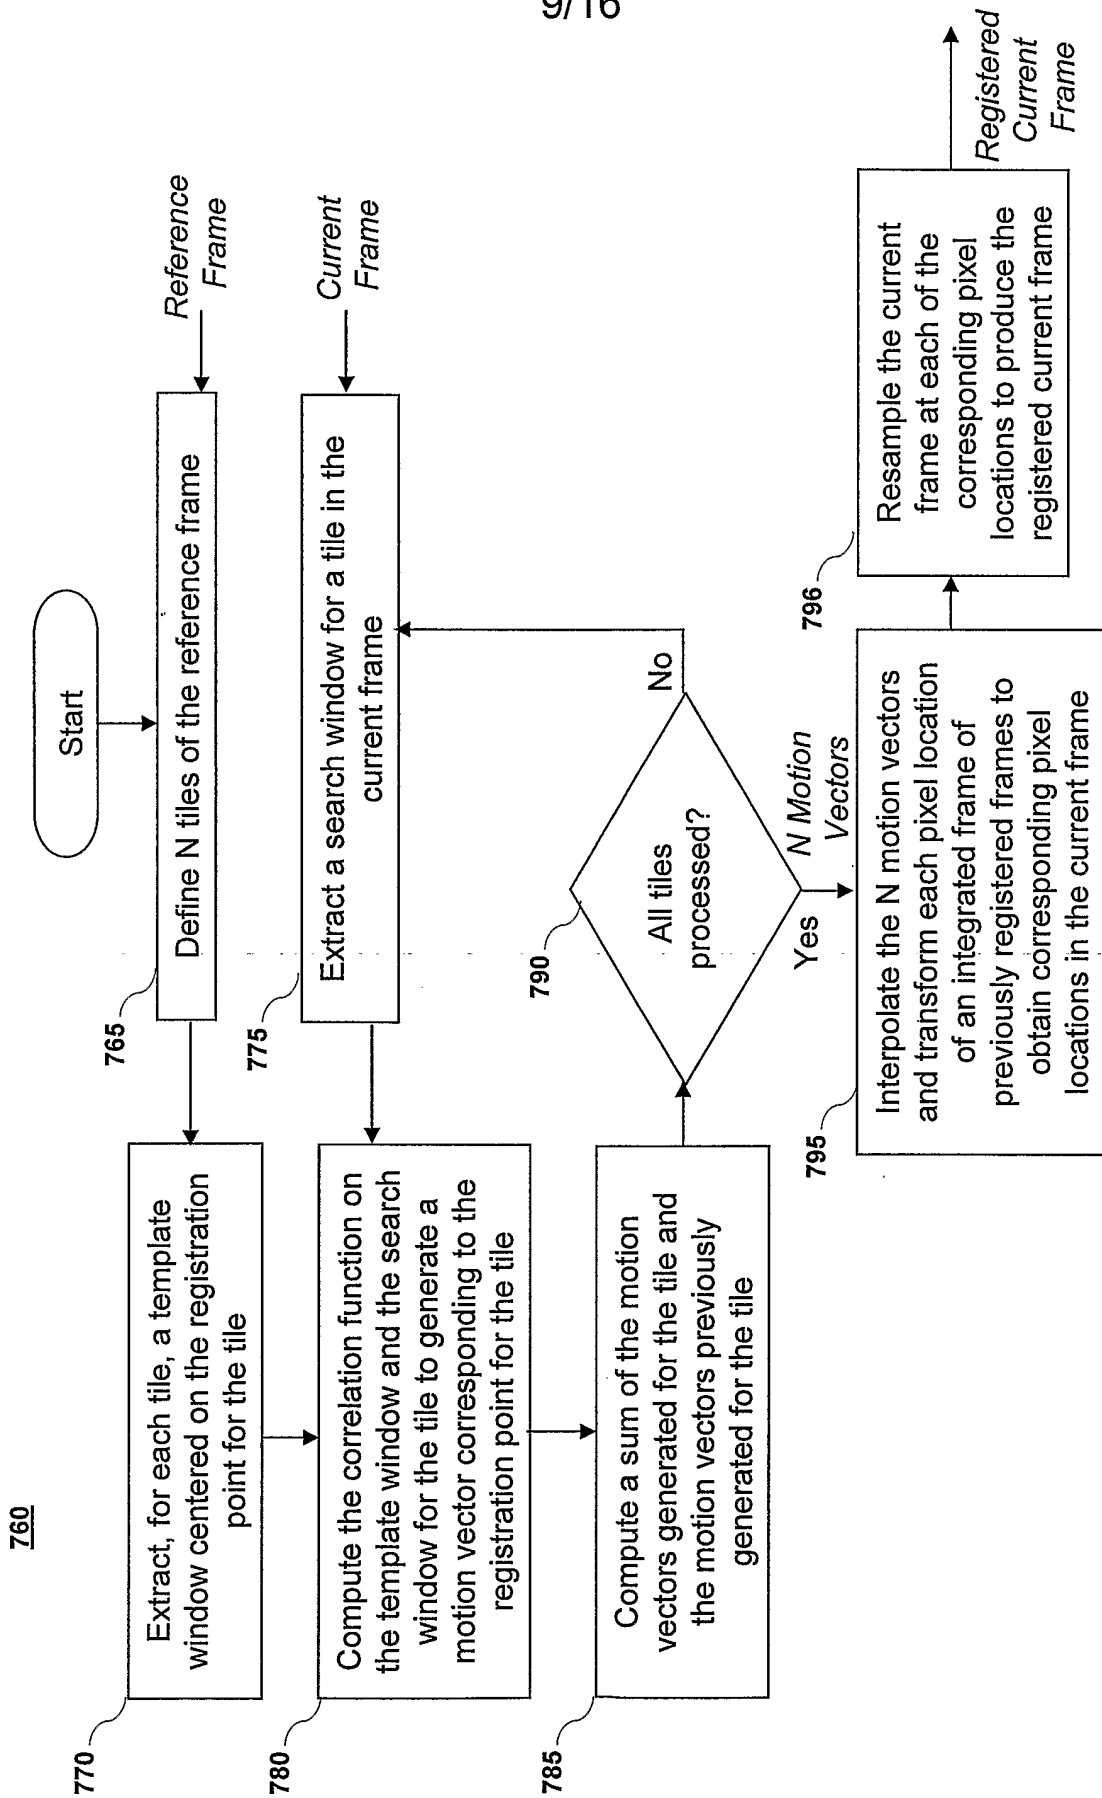 9/16
760
Start
Reference
Frame
765
Define N tiles of the reference frame
770
Extract, for each tile, a template
window centered on the registration
point for the tile
Current
Frame
775
Extract a search window for a tile in the
current frame
780
Compute the correlation function on
the template window and the search
window for the tile to generate a
motion vector corresponding to the
registration point for the tile
785
Compute a sum of the motion
vectors generated for the tile and
the motion vectors previously
generated for the tile
790
All tiles
processed?
No
Yes
N Motion
Vectors
795
Interpolate the N motion vectors
and transform each pixel location
of an integrated frame of
previously registered frames to
obtain corresponding pixel
locations in the current frame
796
Resample the current
frame at each of the
corresponding pixel
locations to produce the
registered current frame
Registered
Current
Frame